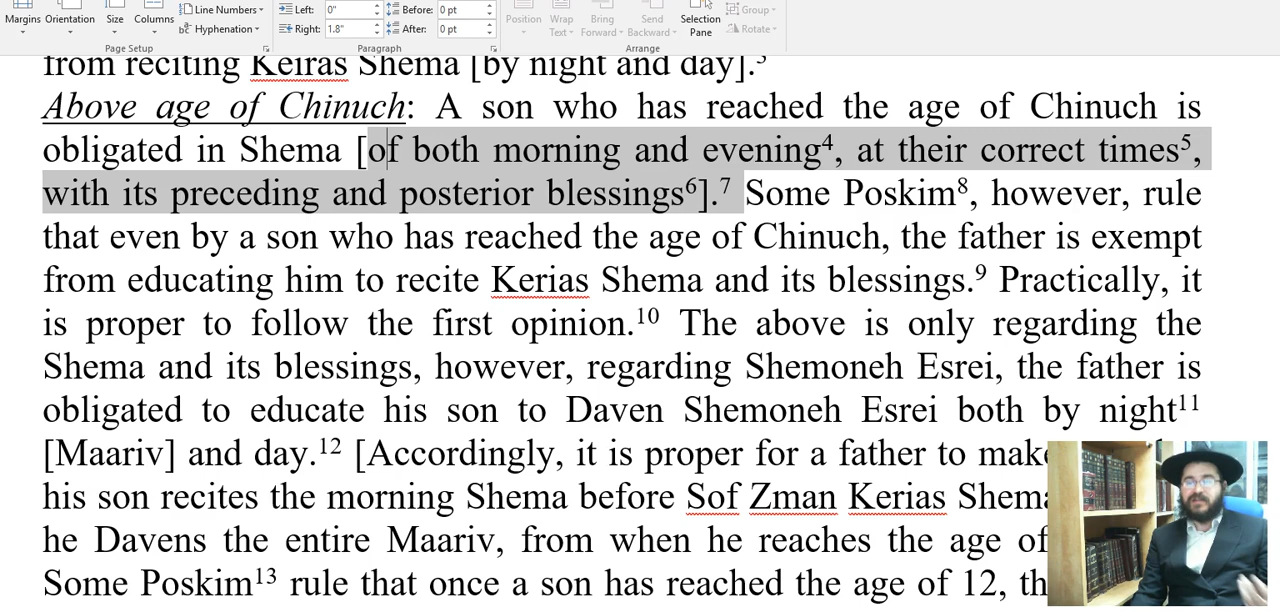 Margins Orientation Size Columns Line Numbers Left: 0" Before: 0 pt Position Wrap Bring Send Selection Group
Hyphenation Right: 1.8" After: 0 pt Text Forward Backward Pane Rotate
Page Setup Paragraph Arrange
from reciting Keiras Shema [by night and day].³
Above age of Chinuch: A son who has reached the age of Chinuch is
obligated in Shema [of both morning and evening⁴, at their correct times⁵,
with its preceding and posterior blessings⁶].⁷ Some Poskim⁸, however, rule
that even by a son who has reached the age of Chinuch, the father is exempt
from educating him to recite Kerias Shema and its blessings.⁹ Practically, it
is proper to follow the first opinion.¹⁰ The above is only regarding the
Shema and its blessings, however, regarding Shemoneh Esrei, the father is
obligated to educate his son to Daven Shemoneh Esrei both by night¹¹
[Maariv] and day.¹² [Accordingly, it is proper for a father to make
his son recites the morning Shema before Sof Zman Kerias Shema
he Davens the entire Maariv, from when he reaches the age of
Some Poskim¹³ rule that once a son has reached the age of 12,